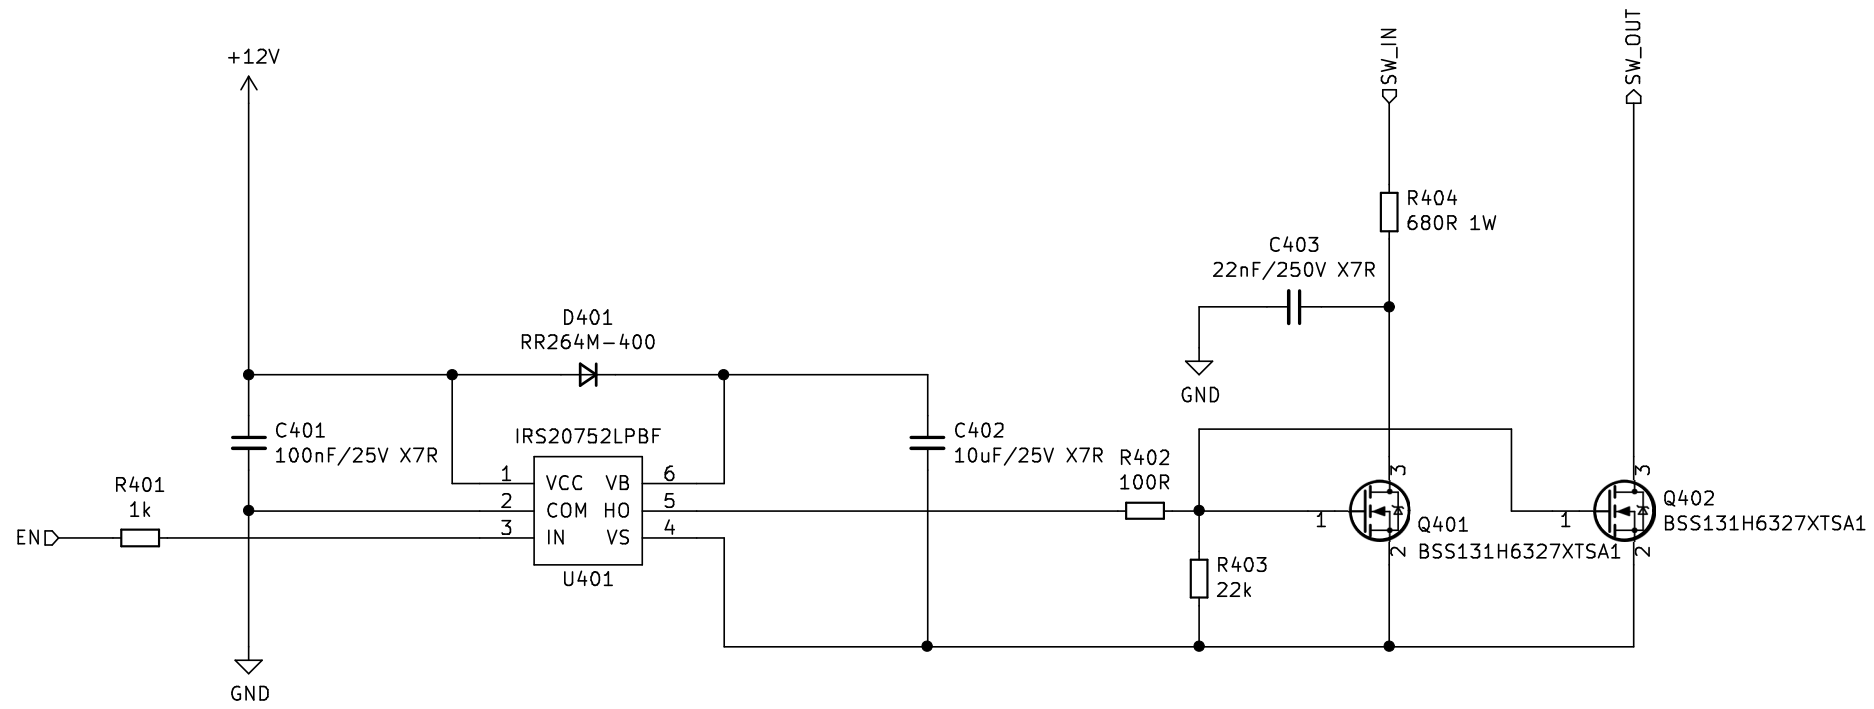 SW_IN
SW_OUT
+12V
R404
680R 1W
C403
22nF/250V X7R
D401
RR264M-400
GND
C401
100nF/25V X7R
IRS20752LPBF
C402
10uF/25V X7R
R402
100R
1 VCC VB 6
2 COM HO 5
3 IN VS 4
U401
R401
1k
EN
3
1
2
Q401
BSS131H6327XTSA1
3
1
2
Q402
BSS131H6327XTSA1
R403
22k
GND